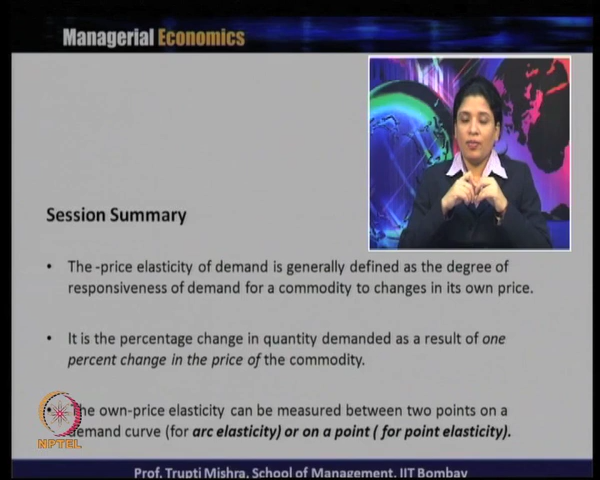 Managerial Economics
Session Summary
• The -price elasticity of demand is generally defined as the degree of
responsiveness of demand for a commodity to changes in its own price.
• It is the percentage change in quantity demanded as a result of one
percent change in the price of the commodity.
• The own-price elasticity can be measured between two points on a
demand curve (for arc elasticity) or on a point ( for point elasticity).
NPTEL
Prof. Trupti Mishra, School of Management, IIT Bombay